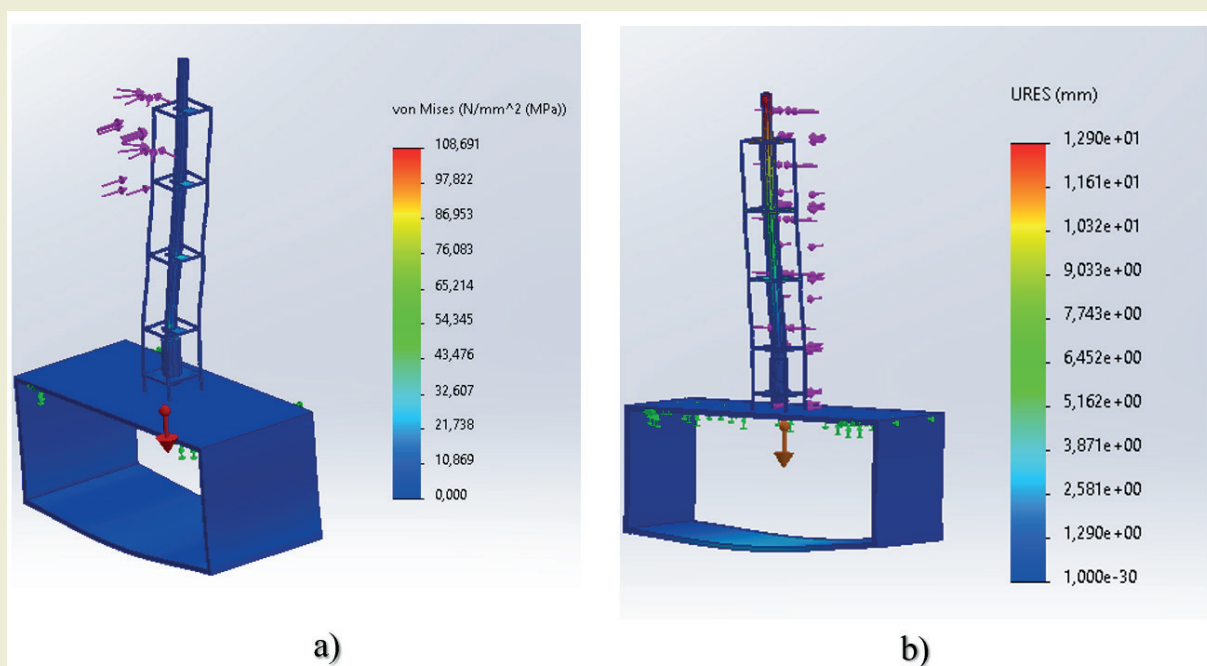 von Mises (N/mm^2 (MPa))
108,691
97,822
86,953
76,083
65,214
54,345
43,476
32,607
21,738
10,869
0,000
a)
URES (mm)
1,290e+01
1,161e+01
1,032e+01
9,033e+00
7,743e+00
6,452e+00
5,162e+00
3,871e+00
2,581e+00
1,290e+00
1,000e-30
b)